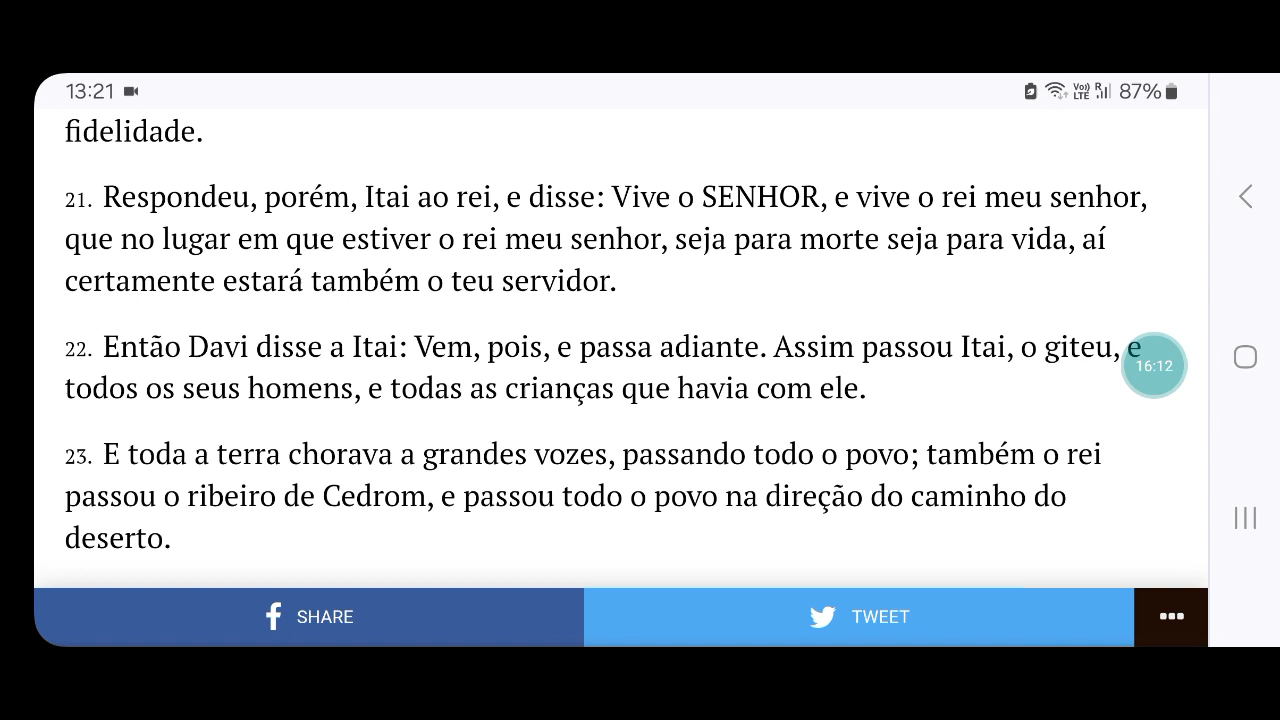 13:21
Vo)) LTE R 87%
fidelidade.
21. Respondeu, porém, Itai ao rei, e disse: Vive o SENHOR, e vive o rei meu senhor,
que no lugar em que estiver o rei meu senhor, seja para morte seja para vida, aí
certamente estará também o teu servidor.
22. Então Davi disse a Itai: Vem, pois, e passa adiante. Assim passou Itai, o giteu, e
16:12
todos os seus homens, e todas as crianças que havia com ele.
23. E toda a terra chorava a grandes vozes, passando todo o povo; também o rei
passou o ribeiro de Cedrom, e passou todo o povo na direção do caminho do
deserto.
SHARE
TWEET